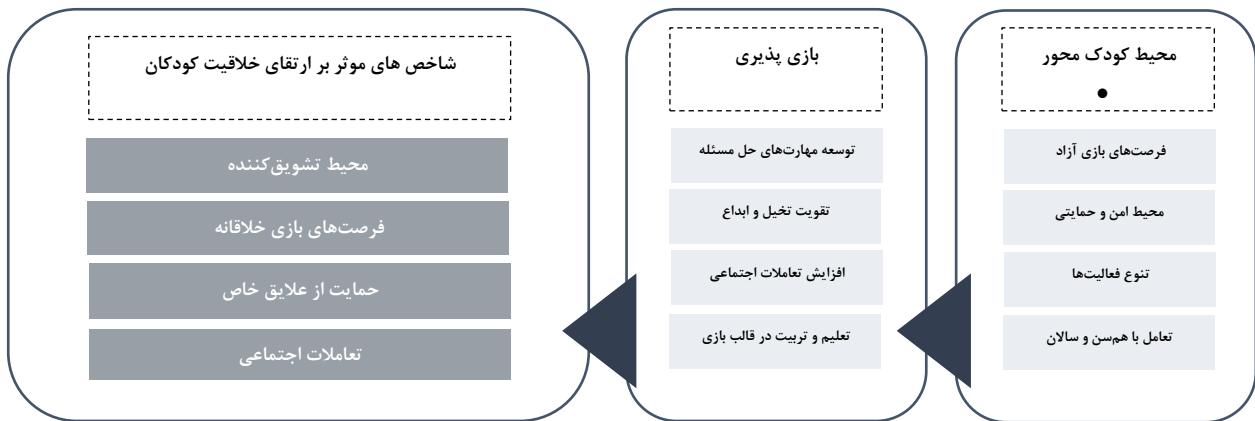 محیط کودک محور
•
فرصت‌های بازی آزاد
محیط امن و حمایتی
تنوع فعالیت‌ها
تعامل با هم‌سن و سالان
بازی پذیری
توسعه مهارت‌های حل مسئله
تقویت تخیل و ابداع
افزایش تعاملات اجتماعی
تعلیم و تربیت در قالب بازی
شاخص های موثر بر ارتقای خلاقیت کودکان
محیط تشویق‌کننده
فرصت‌های بازی خلاقانه
حمایت از علایق خاص
تعاملات اجتماعی